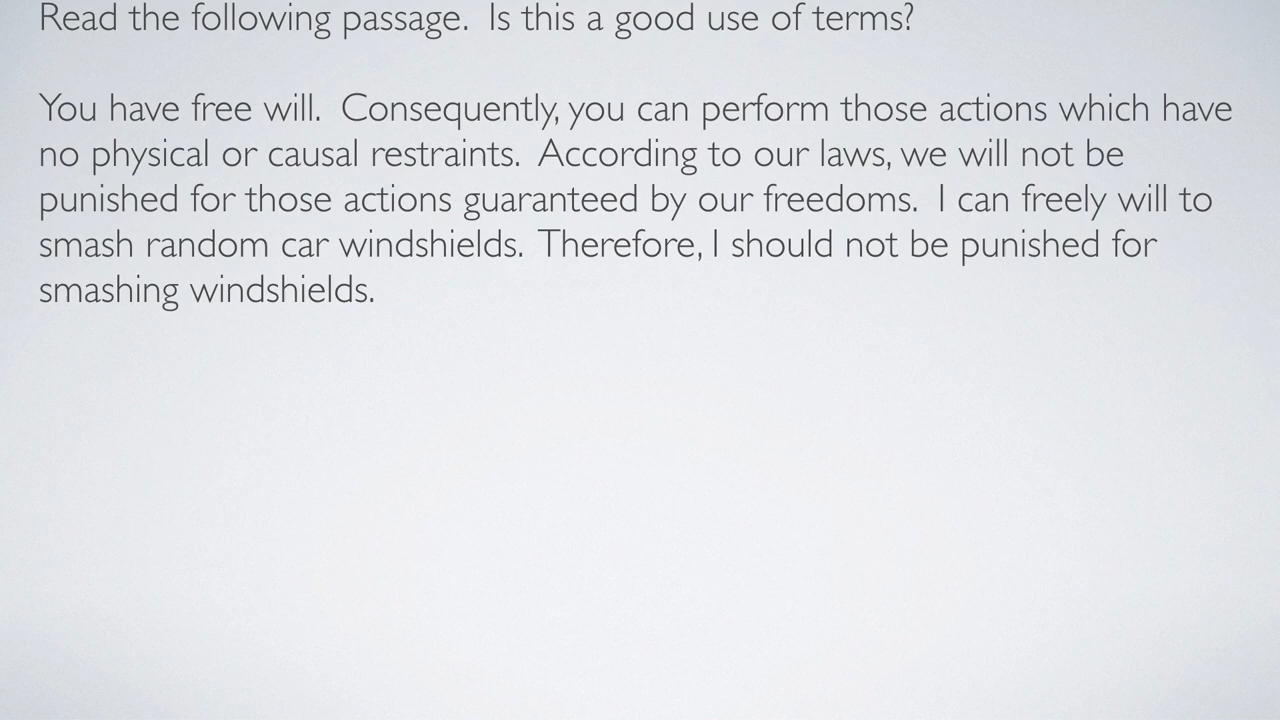 Read the following passage.  Is this a good use of terms?
You have free will.  Consequently, you can perform those actions which have
no physical or causal restraints.  According to our laws, we will not be
punished for those actions guaranteed by our freedoms.  I can freely will to
smash random car windshields.  Therefore, I should not be punished for
smashing windshields.